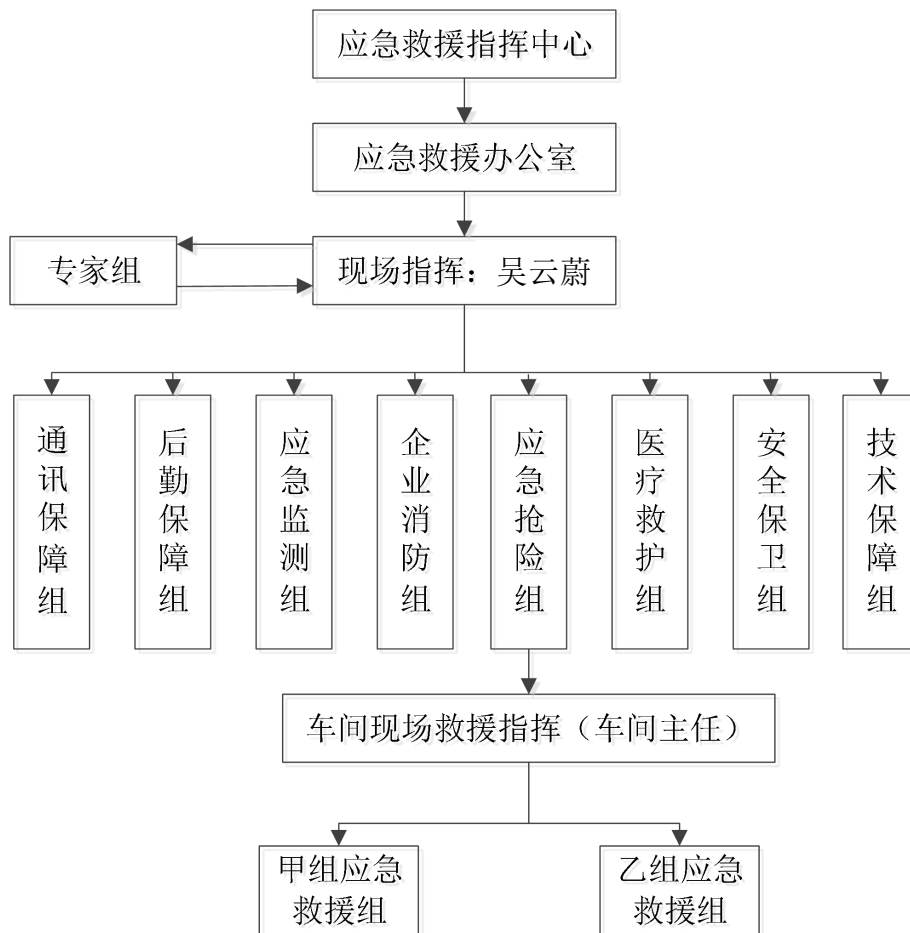 应急救援指挥中心
应急救援办公室
专家组
现场指挥：吴云蔚
通讯保障组
后勤保障组
应急监测组
企业消防组
应急抢险组
医疗救护组
安全保卫组
技术保障组
车间现场救援指挥（车间主任）
甲组应急
救援组
乙组应急
救援组